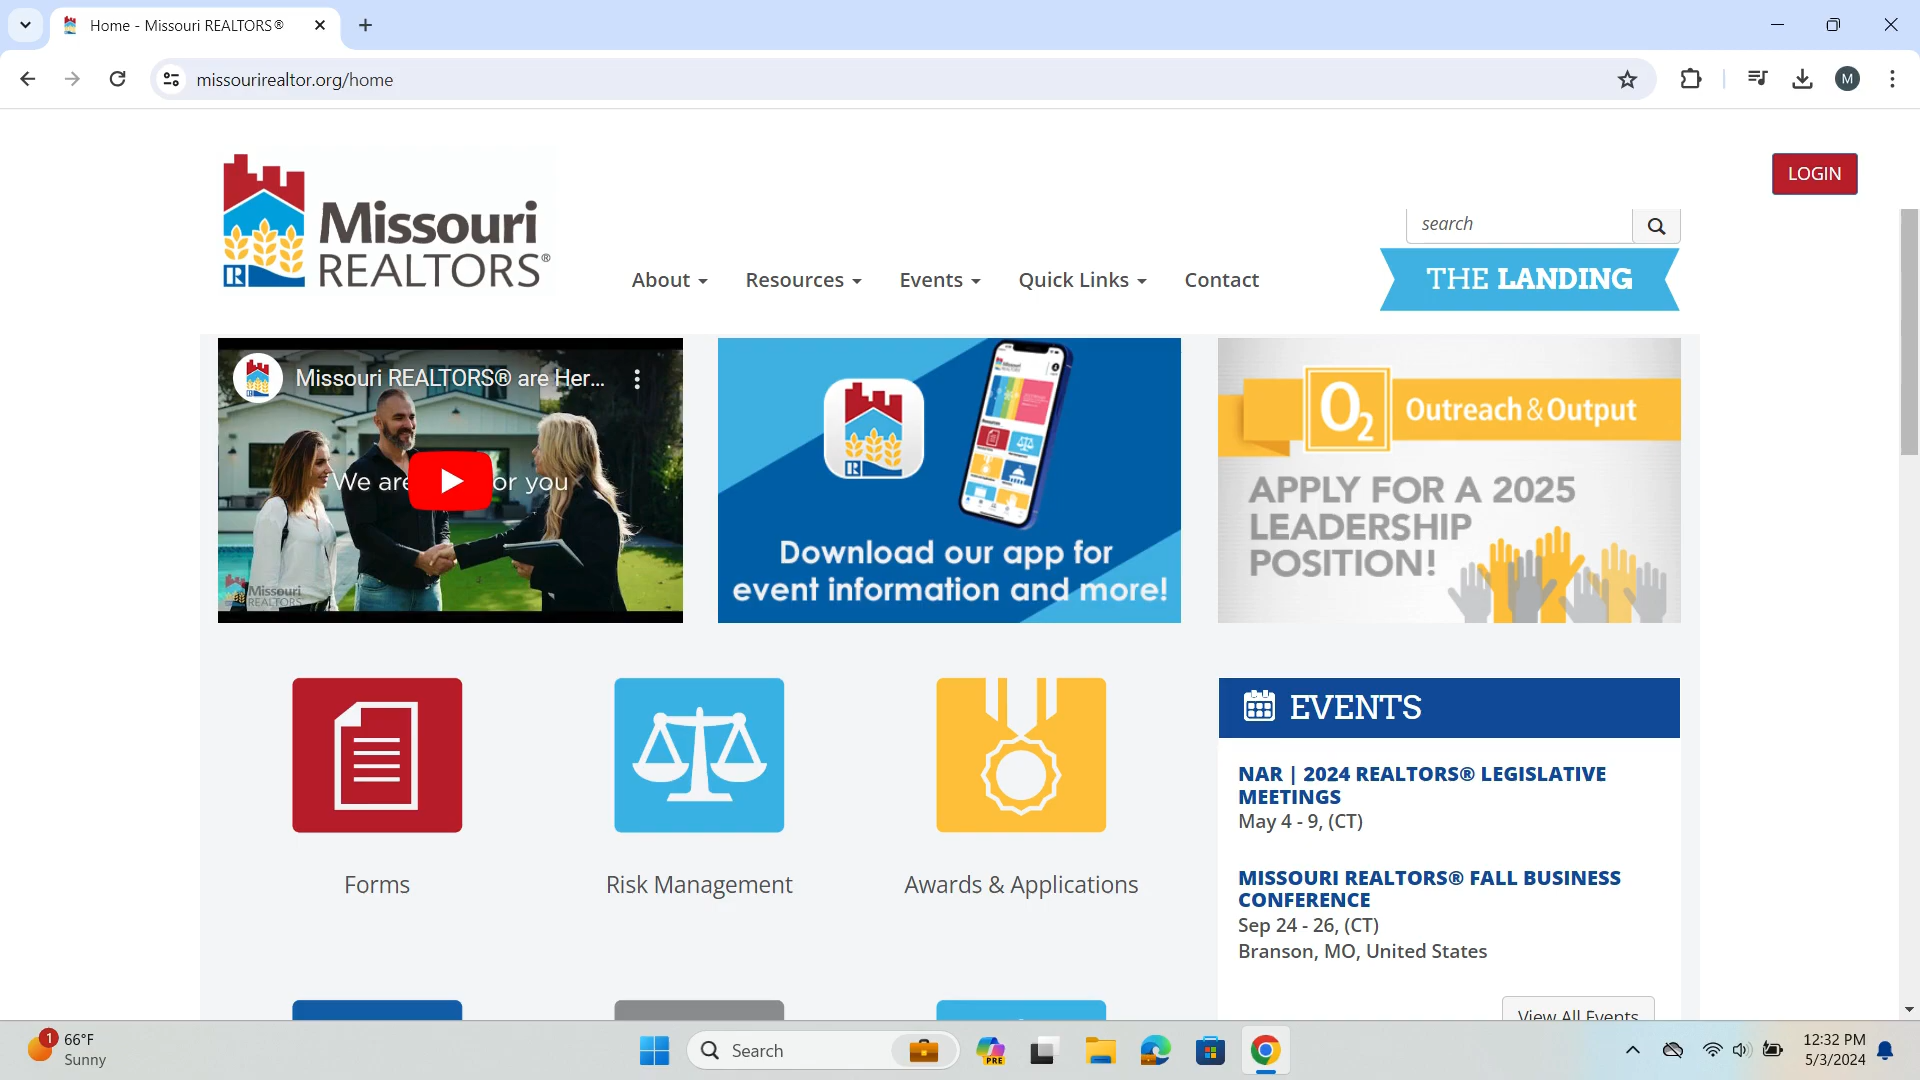 Home - Missouri REALTORS®
missourirealtor.org/home
M
LOGIN
Missouri
REALTORS®
search
About
Resources
Events
Quick Links
Contact
THE LANDING
Missouri REALTORS® are Her...
We are
or you
Missouri
REALTORS
R
Download our app for
event information and more!
O2 Outreach & Output
APPLY FOR A 2025
LEADERSHIP
POSITION!
Forms
Risk Management
Awards & Applications
EVENTS
NAR | 2024 REALTORS® LEGISLATIVE
MEETINGS
May 4 - 9, (CT)
MISSOURI REALTORS® FALL BUSINESS
CONFERENCE
Sep 24 - 26, (CT)
Branson, MO, United States
View All Events
1
66°F
Sunny
Search
PRE
12:32 PM
5/3/2024